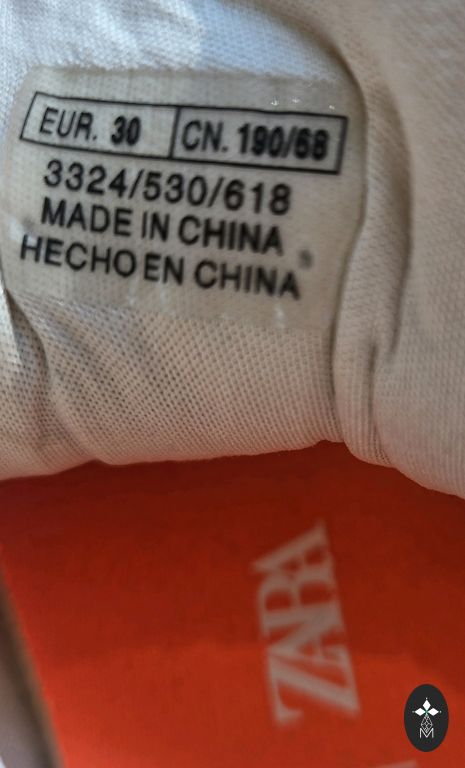 EUR. 30 CN. 190/68
3324/530/618
MADE IN CHINA
HECHO EN CHINA
ZARA
M